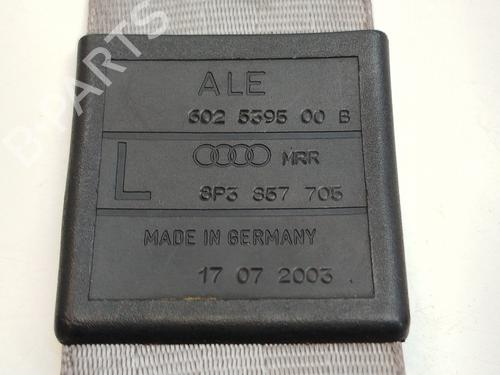 B-PARTS
ALE
602 5395 00 B
L
MRR
8P3 857 705
MADE IN GERMANY
17 07 2003